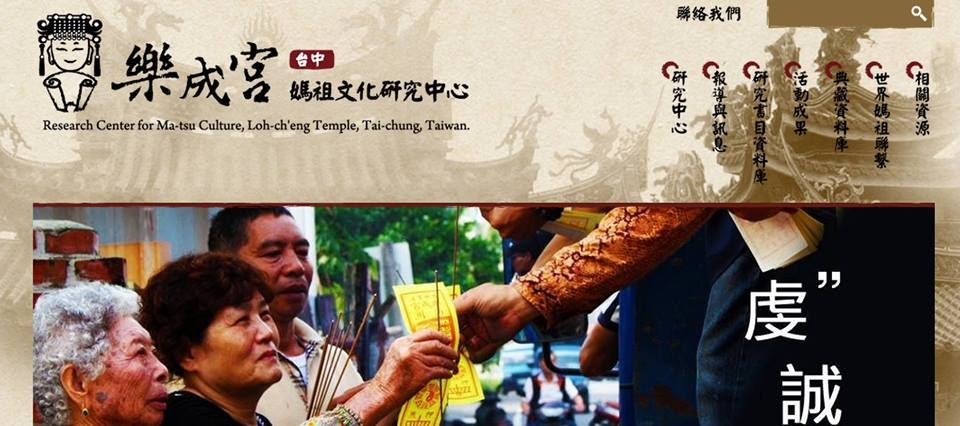 聯絡我們
樂成宮
台中
媽祖文化研究中心
Research Center for Ma-tsu Culture, Loh-ch'eng Temple, Tai-chung, Taiwan.
研究中心
報導與訊息
研究書目資料庫
活動成果
典藏資料庫
世界媽祖聯繫
相關資源
虔”
誠